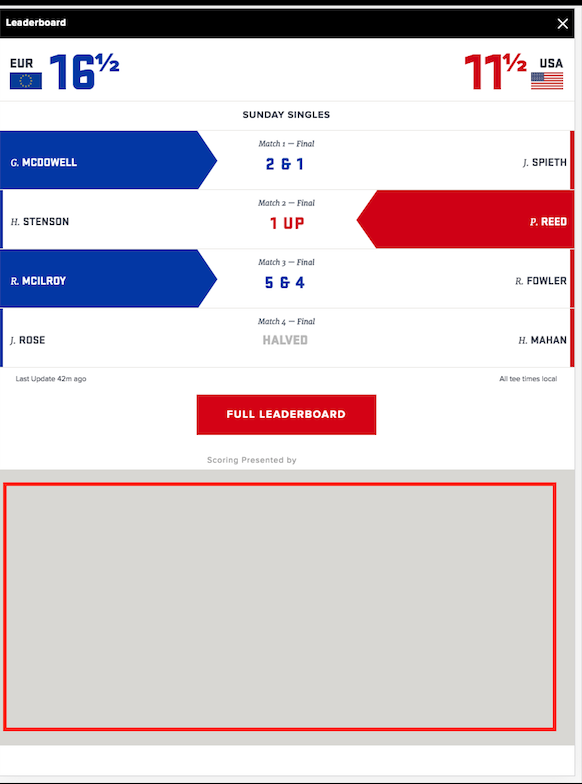 Leaderboard
EUR 16½ 11½ USA
SUNDAY SINGLES
Match 1 — Final
G. MCDOWELL 2 & 1 J. SPIETH
Match 2 — Final
H. STENSON 1 UP P. REED
Match 3 — Final
R. MCILROY 5 & 4 R. FOWLER
Match 4 — Final
J. ROSE HALVED H. MAHAN
Last Update 42m ago All tee times local
FULL LEADERBOARD
Scoring Presented by